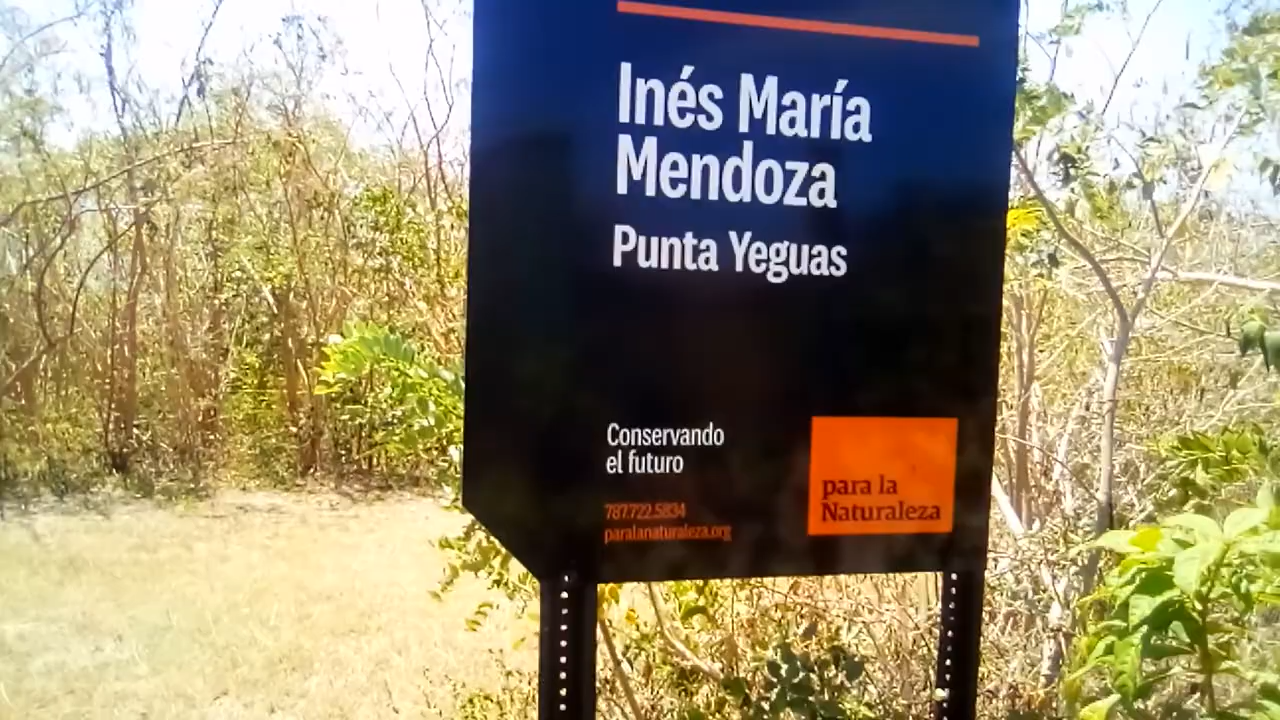 Inés María
Mendoza
Punta Yeguas
Conservando
el futuro
787.722.5834
paralanaturaleza.org
para la
Naturaleza